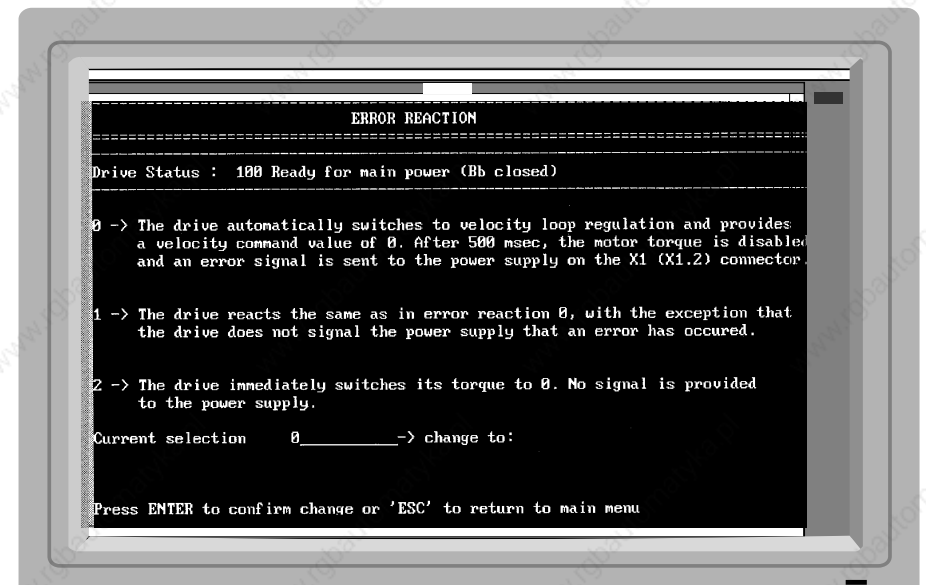 ERROR REACTION
Drive Status :  100 Ready for main power (Bb closed)
0 -> The drive automatically switches to velocity loop regulation and provides
a velocity command value of 0. After 500 msec, the motor torque is disabled
and an error signal is sent to the power supply on the X1 (X1.2) connector.
1 -> The drive reacts the same as in error reaction 0, with the exception that
the drive does not signal the power supply that an error has occured.
2 -> The drive immediately switches its torque to 0. No signal is provided
to the power supply.
Current selection    0___________-> change to:
Press ENTER to confirm change or 'ESC' to return to main menu